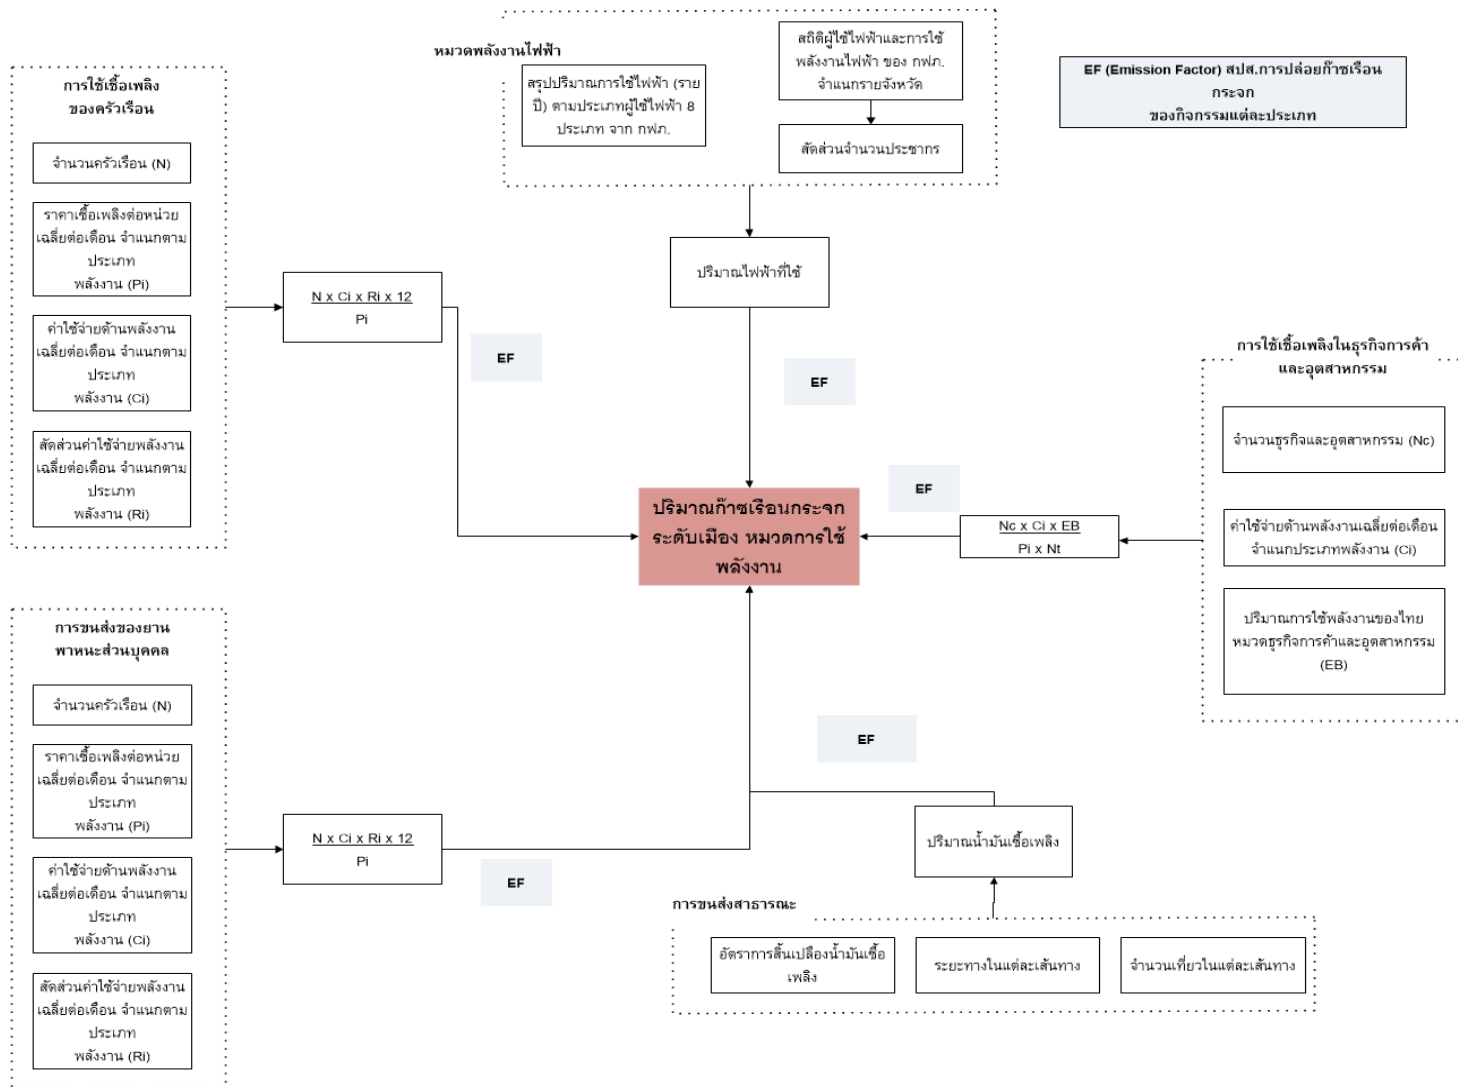 หมวดพลังงานไฟฟ้า
สรุปปริมาณการใช้ไฟฟ้า (ราย
ปี) ตามประเภทผู้ใช้ไฟฟ้า 8
ประเภท จาก กฟภ.
สถิติผู้ใช้ไฟฟ้าและการใช้
พลังงานไฟฟ้า ของ กฟภ.
จำแนกรายจังหวัด
สัดส่วนจำนวนประชากร
EF (Emission Factor) สปส.การปล่อยก๊าซเรือน
กระจก
ของกิจกรรมแต่ละประเภท
การใช้เชื้อเพลิง
ของครัวเรือน
จำนวนครัวเรือน (N)
ราคาเชื้อเพลิงต่อหน่วย
เฉลี่ยต่อเดือน จำแนกตาม
ประเภท
พลังงาน (Pi)
ค่าใช้จ่ายด้านพลังงาน
เฉลี่ยต่อเดือน จำแนกตาม
ประเภท
พลังงาน (Ci)
สัดส่วนค่าใช้จ่ายพลังงาน
เฉลี่ยต่อเดือน จำแนกตาม
ประเภท
พลังงาน (Ri)
N x Ci x Ri x 12
Pi
EF
ปริมาณไฟฟ้าที่ใช้
EF
การใช้เชื้อเพลิงในธุรกิจการค้า
และอุตสาหกรรม
จำนวนธุรกิจและอุตสาหกรรม (Nc)
ค่าใช้จ่ายด้านพลังงานเฉลี่ยต่อเดือน
จำแนกประเภทพลังงาน (Ci)
ปริมาณการใช้พลังงานของไทย
หมวดธุรกิจการค้าและอุตสาหกรรม
(EB)
EF
Nc x Ci x EB
Pi x Nt
ปริมาณก๊าซเรือนกระจก
ระดับเมือง หมวดการใช้
พลังงาน
การขนส่งของยาน
พาหนะส่วนบุคคล
จำนวนครัวเรือน (N)
ราคาเชื้อเพลิงต่อหน่วย
เฉลี่ยต่อเดือน จำแนกตาม
ประเภท
พลังงาน (Pi)
ค่าใช้จ่ายด้านพลังงาน
เฉลี่ยต่อเดือน จำแนกตาม
ประเภท
พลังงาน (Ci)
สัดส่วนค่าใช้จ่ายพลังงาน
เฉลี่ยต่อเดือน จำแนกตาม
ประเภท
พลังงาน (Ri)
N x Ci x Ri x 12
Pi
EF
EF
ปริมาณน้ำมันเชื้อเพลิง
การขนส่งสาธารณะ
อัตราการสิ้นเปลืองน้ำมันเชื้อ
เพลิง
ระยะทางในแต่ละเส้นทาง
จำนวนเที่ยวในแต่ละเส้นทาง